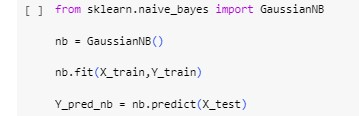 [ ] from sklearn.naive_bayes import GaussianNB
nb = GaussianNB()
nb.fit(X_train,Y_train)
Y_pred_nb = nb.predict(X_test)